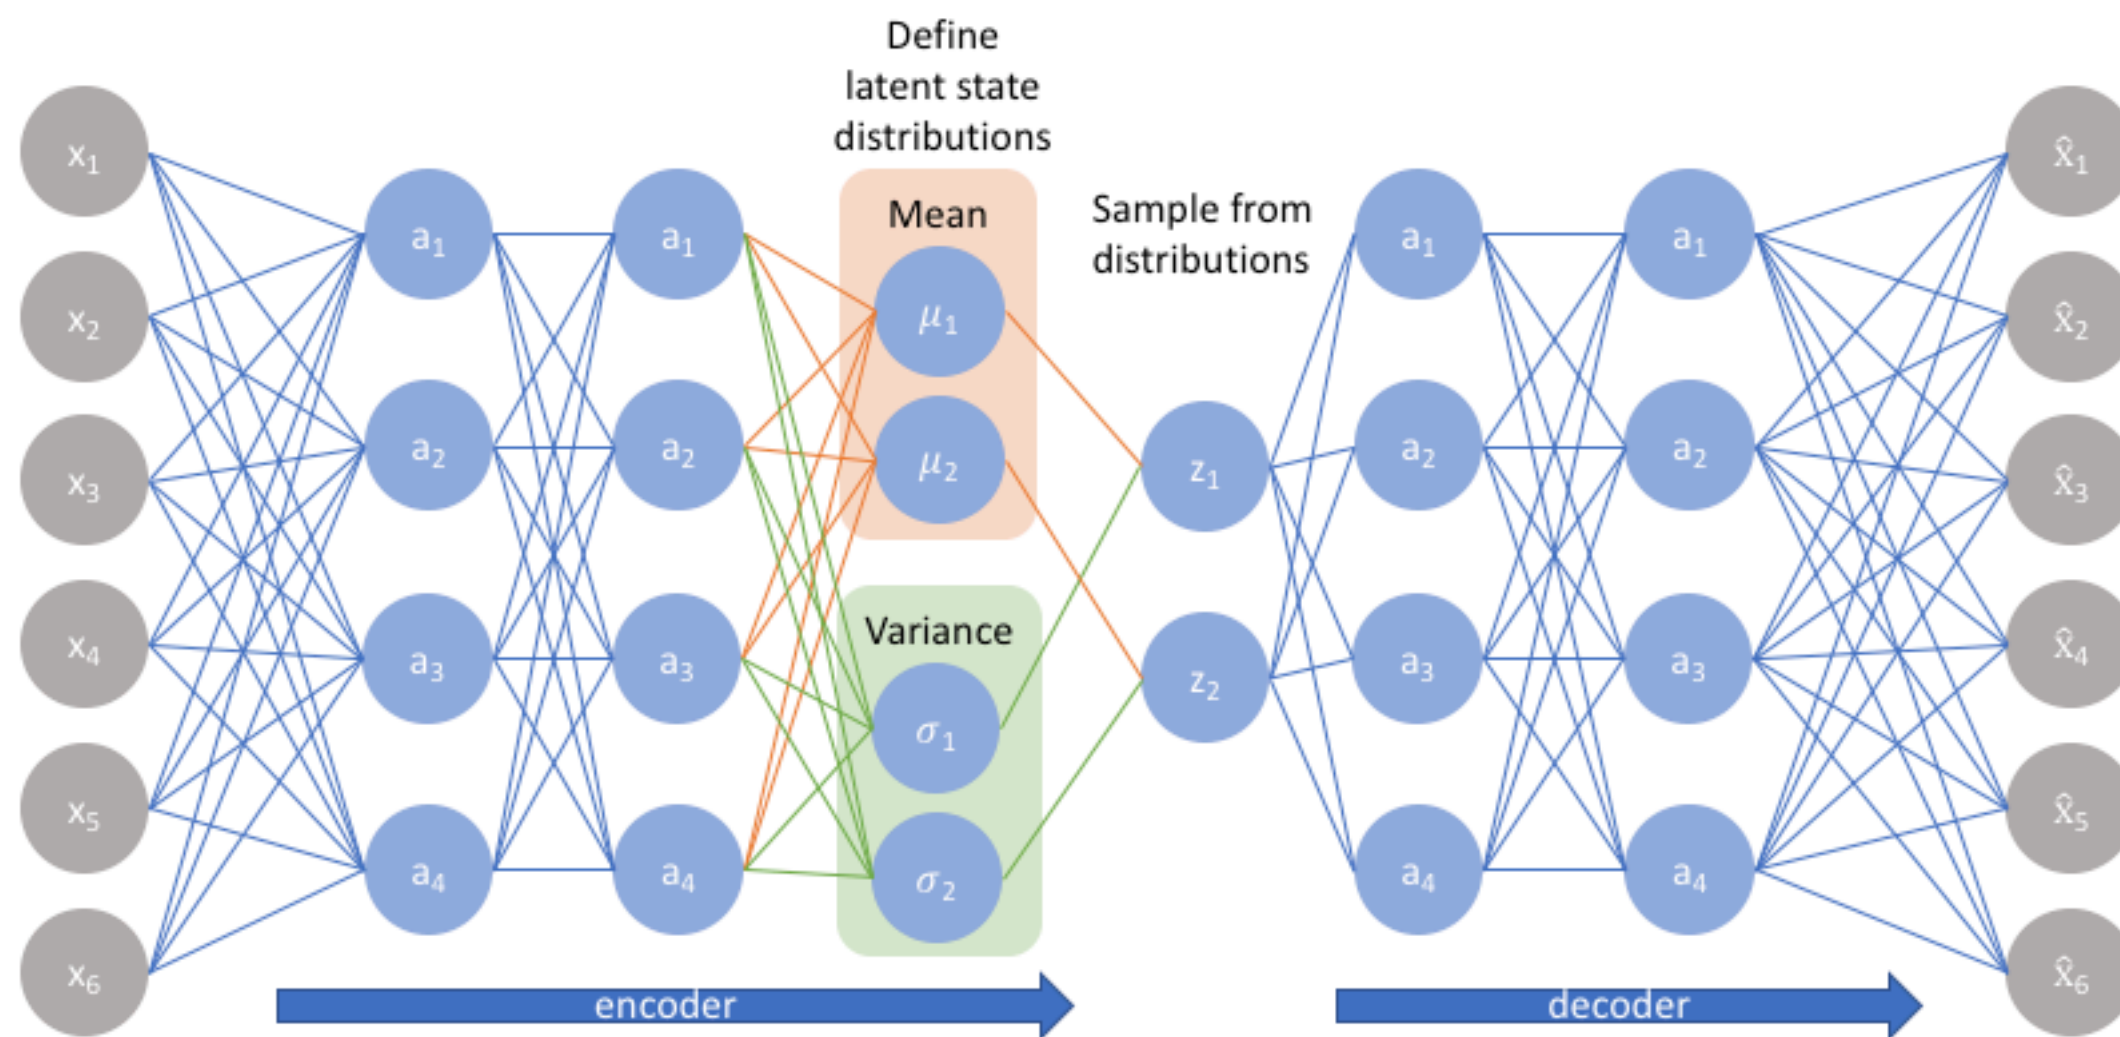 Define
latent state
distributions
Mean
Sample from
distributions
Variance
x₁
x₂
x₃
x₄
x₅
x₆
a₁
a₂
a₃
a₄
a₁
a₂
a₃
a₄
μ₁
μ₂
σ₁
σ₂
z₁
z₂
a₁
a₂
a₃
a₄
a₁
a₂
a₃
a₄
x̂₁
x̂₂
x̂₃
x̂₄
x̂₅
x̂₆
encoder
decoder